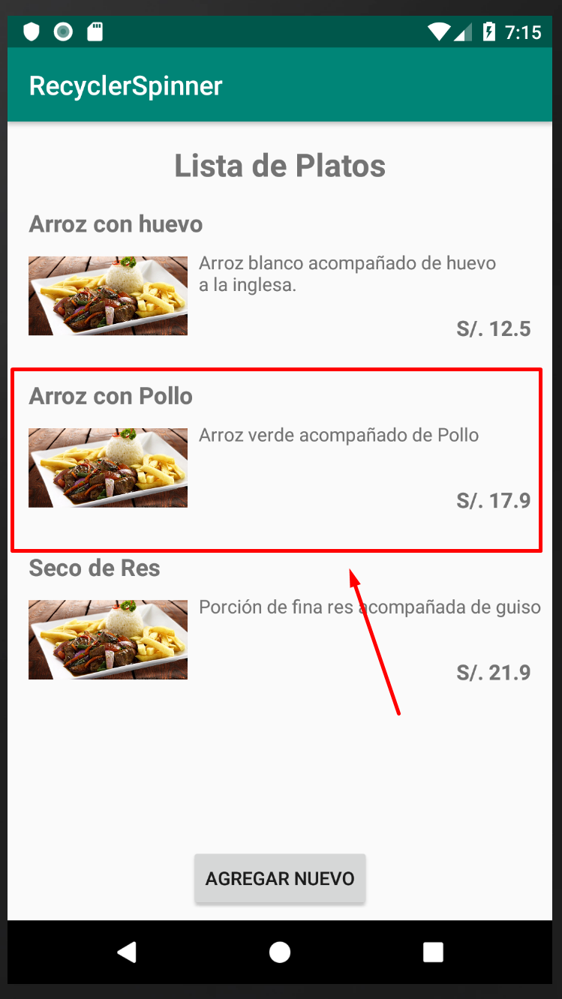 7:15
RecyclerSpinner
Lista de Platos
Arroz con huevo
Arroz blanco acompañado de huevo
a la inglesa.
S/. 12.5
Arroz con Pollo
Arroz verde acompañado de Pollo
S/. 17.9
Seco de Res
Porción de fina res acompañada de guiso
S/. 21.9
AGREGAR NUEVO